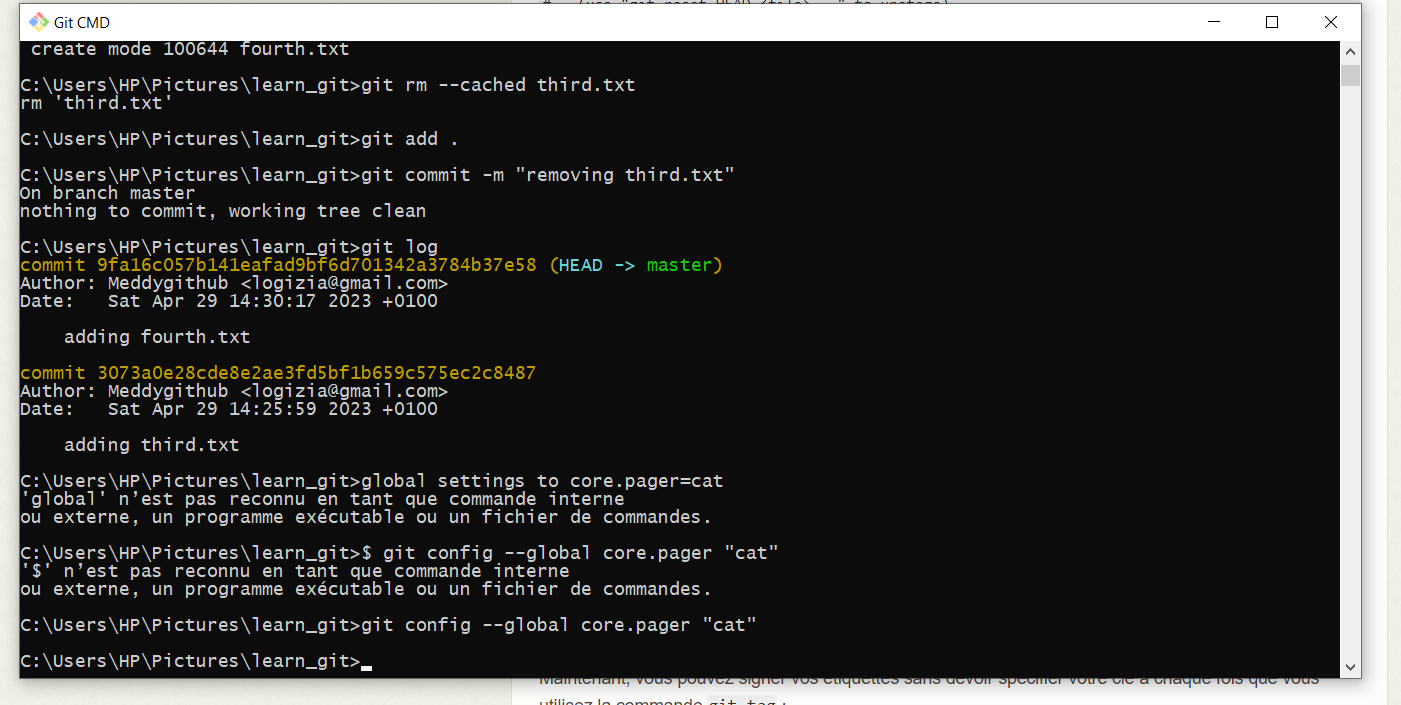 # (use "git reset HEAD <file>..." to unstage)
Git CMD
create mode 100644 fourth.txt
C:\Users\HP\Pictures\learn_git>git rm --cached third.txt
rm 'third.txt'
C:\Users\HP\Pictures\learn_git>git add .
C:\Users\HP\Pictures\learn_git>git commit -m "removing third.txt"
On branch master
nothing to commit, working tree clean
C:\Users\HP\Pictures\learn_git>git log
commit 9fa16c057b141eafad9bf6d701342a3784b37e58 (HEAD -> master)
Author: Meddygithub <logizia@gmail.com>
Date:   Sat Apr 29 14:30:17 2023 +0100
adding fourth.txt
commit 3073a0e28cde8e2ae3fd5bf1b659c575ec2c8487
Author: Meddygithub <logizia@gmail.com>
Date:   Sat Apr 29 14:25:59 2023 +0100
adding third.txt
C:\Users\HP\Pictures\learn_git>global settings to core.pager=cat
'global' n’est pas reconnu en tant que commande interne
ou externe, un programme exécutable ou un fichier de commandes.
C:\Users\HP\Pictures\learn_git>$ git config --global core.pager "cat"
'$' n’est pas reconnu en tant que commande interne
ou externe, un programme exécutable ou un fichier de commandes.
C:\Users\HP\Pictures\learn_git>git config --global core.pager "cat"
C:\Users\HP\Pictures\learn_git>
Maintenant, vous pouvez signer vos étiquettes sans devoir spécifier votre clé à chaque fois que vous
utilisez la commande git tag :